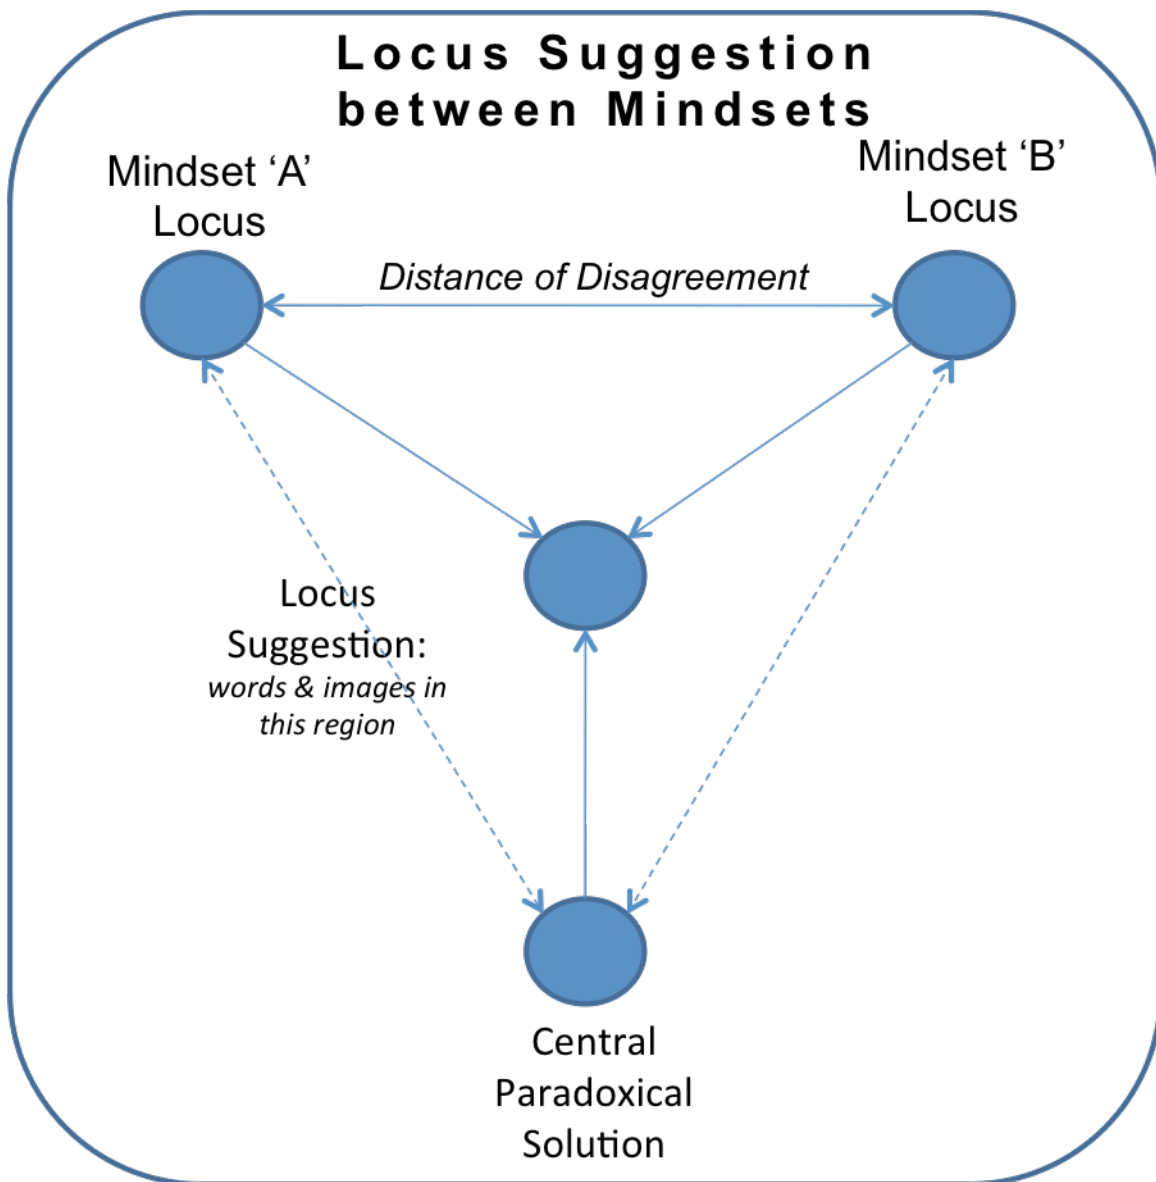 Locus Suggestion
between Mindsets
Mindset ‘A’
Locus
Mindset ‘B’
Locus
Distance of Disagreement
Locus
Suggestion:
words & images in
this region
Central
Paradoxical
Solution